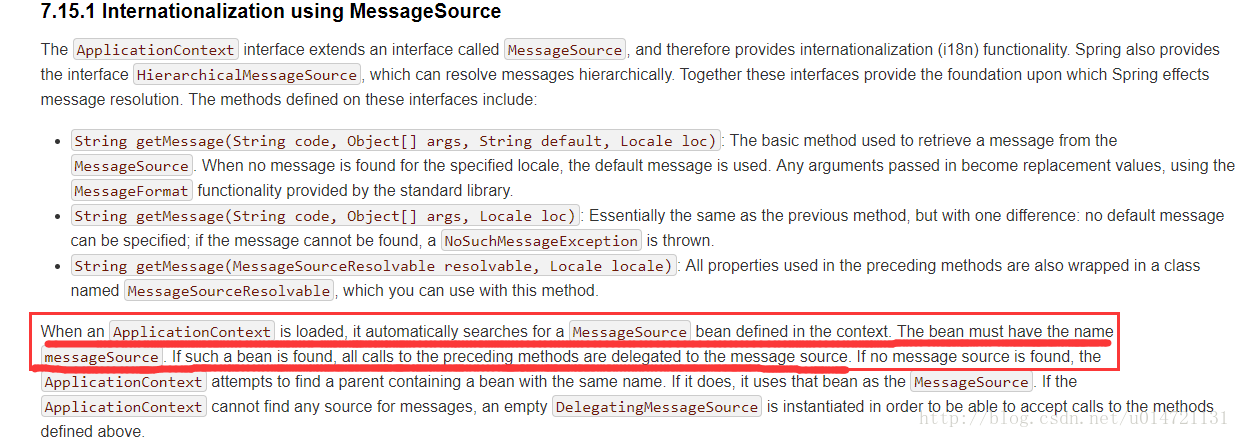 7.15.1 Internationalization using MessageSource
The ApplicationContext interface extends an interface called MessageSource, and therefore provides internationalization (i18n) functionality. Spring also provides
the interface HierarchicalMessageSource, which can resolve messages hierarchically. Together these interfaces provide the foundation upon which Spring effects
message resolution. The methods defined on these interfaces include:
• String getMessage(String code, Object[] args, String default, Locale loc): The basic method used to retrieve a message from the
MessageSource. When no message is found for the specified locale, the default message is used. Any arguments passed in become replacement values, using the
MessageFormat functionality provided by the standard library.
• String getMessage(String code, Object[] args, Locale loc): Essentially the same as the previous method, but with one difference: no default message
can be specified; if the message cannot be found, a NoSuchMessageException is thrown.
• String getMessage(MessageSourceResolvable resolvable, Locale locale): All properties used in the preceding methods are also wrapped in a class
named MessageSourceResolvable, which you can use with this method.
When an ApplicationContext is loaded, it automatically searches for a MessageSource bean defined in the context. The bean must have the name
messageSource. If such a bean is found, all calls to the preceding methods are delegated to the message source. If no message source is found, the
ApplicationContext attempts to find a parent containing a bean with the same name. If it does, it uses that bean as the MessageSource. If the
ApplicationContext cannot find any source for messages, an empty DelegatingMessageSource is instantiated in order to be able to accept calls to the methods
defined above.
http://blog.csdn.net/u014721131